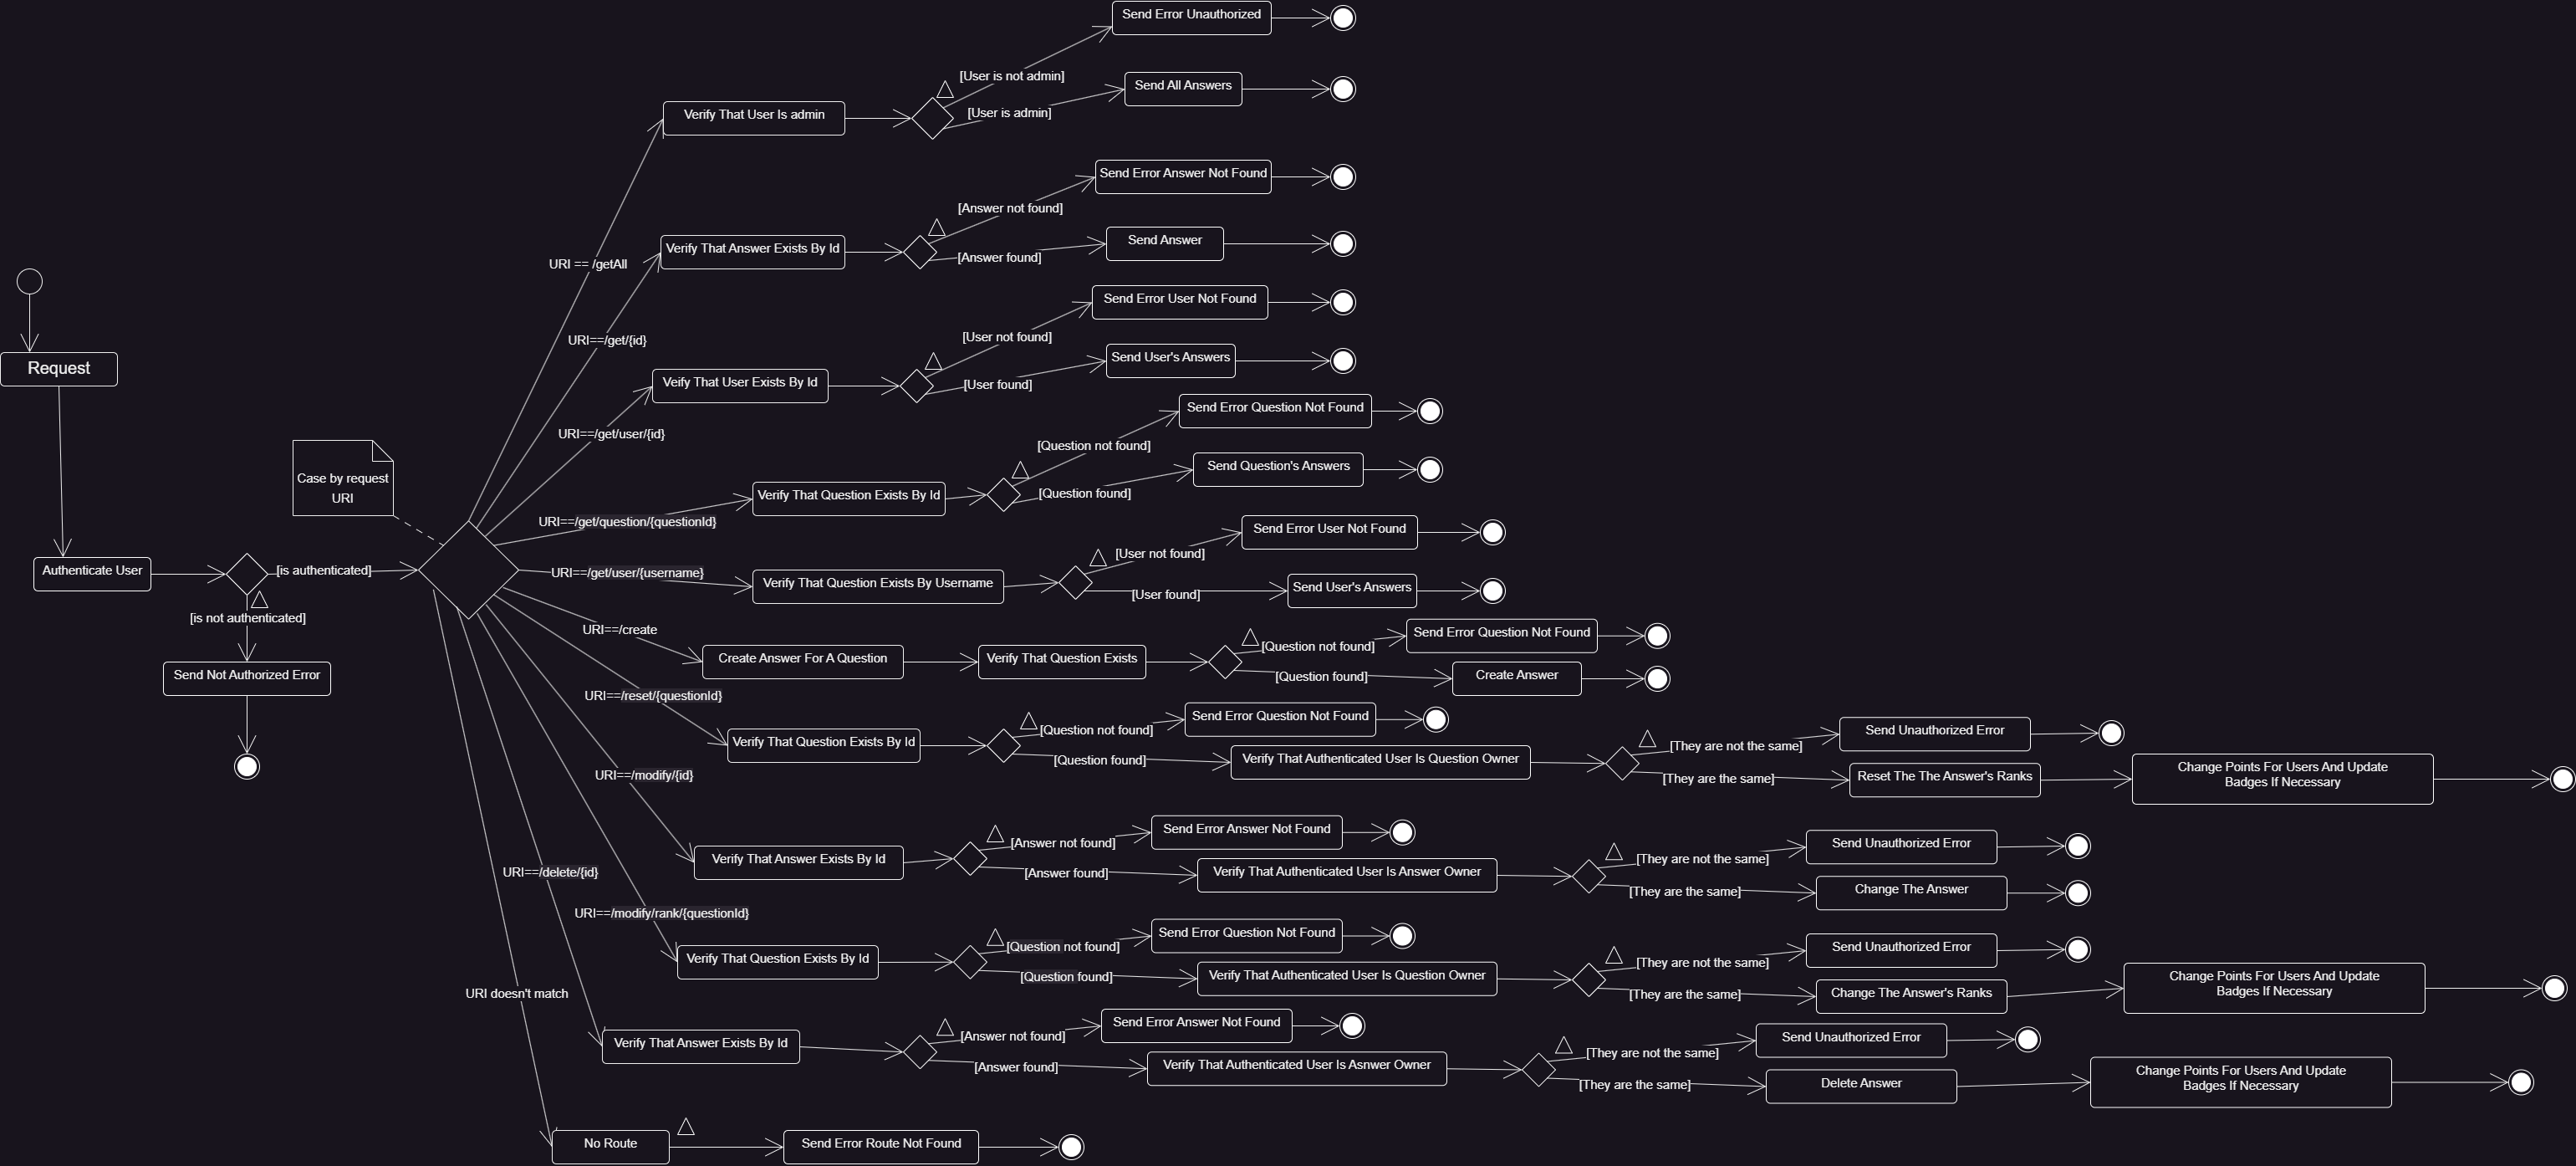 Request
Authenticate User
[is authenticated]
[is not authenticated]
Send Not Authorized Error
Case by request
URI
URI == /getAll
Verify That User Is admin
[User is not admin]
Send Error Unauthorized
[User is admin]
Send All Answers
URI==/get/{id}
Verify That Answer Exists By Id
[Answer not found]
Send Error Answer Not Found
[Answer found]
Send Answer
URI==/get/user/{id}
Veify That User Exists By Id
[User not found]
Send Error User Not Found
[User found]
Send User's Answers
URI==/get/question/{questionId}
Verify That Question Exists By Id
[Question not found]
Send Error Question Not Found
[Question found]
Send Question's Answers
URI==/get/user/{username}
Verify That Question Exists By Username
[User not found]
Send Error User Not Found
[User found]
Send User's Answers
URI==/create
Create Answer For A Question
Verify That Question Exists
[Question not found]
Send Error Question Not Found
[Question found]
Create Answer
URI==/reset/{questionId}
Verify That Question Exists By Id
[Question not found]
Send Error Question Not Found
[Question found]
Verify That Authenticated User Is Question Owner
[They are not the same]
Send Unauthorized Error
[They are the same]
Reset The The Answer's Ranks
Change Points For Users And Update
Badges If Necessary
URI==/modify/{id}
Verify That Answer Exists By Id
[Answer not found]
Send Error Answer Not Found
[Answer found]
Verify That Authenticated User Is Answer Owner
[They are not the same]
Send Unauthorized Error
[They are the same]
Change The Answer
URI==/modify/rank/{questionId}
Verify That Question Exists By Id
[Question not found]
Send Error Question Not Found
[Question found]
Verify That Authenticated User Is Question Owner
[They are not the same]
Send Unauthorized Error
[They are the same]
Change The Answer's Ranks
Change Points For Users And Update
Badges If Necessary
URI==/delete/{id}
Verify That Answer Exists By Id
[Answer not found]
Send Error Answer Not Found
[Answer found]
Verify That Authenticated User Is Asnwer Owner
[They are not the same]
Send Unauthorized Error
[They are the same]
Delete Answer
Change Points For Users And Update
Badges If Necessary
URI doesn't match
No Route
Send Error Route Not Found